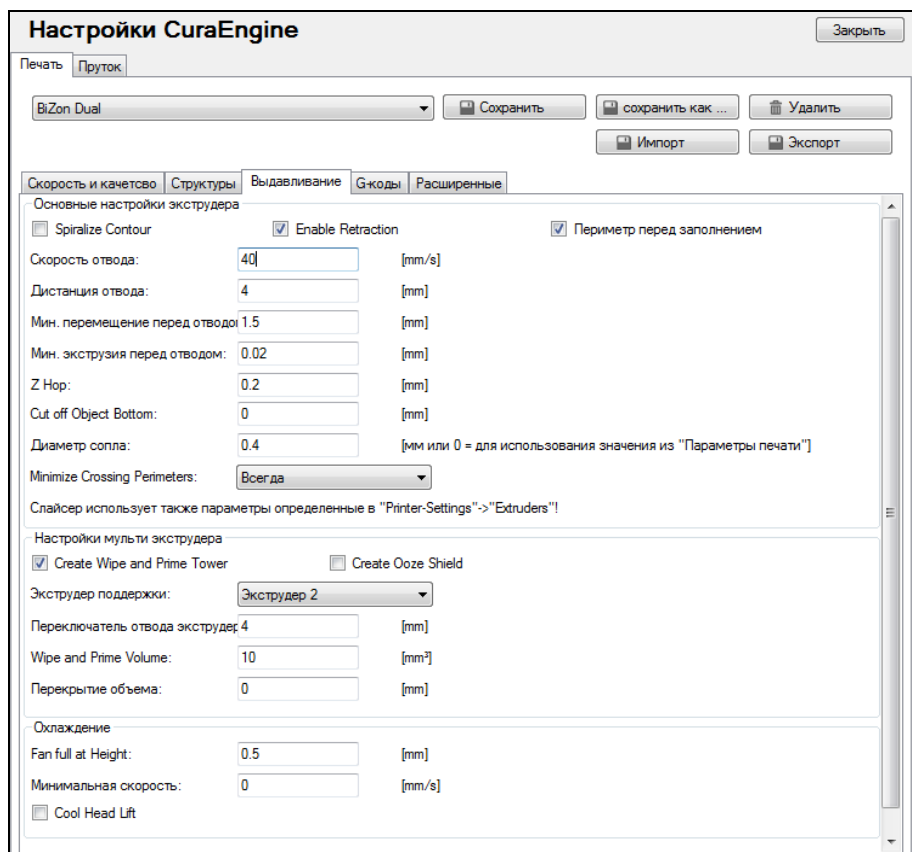 Настройки CuraEngine
Закрыть
Печать Пруток
BiZon Dual
Сохранить
сохранить как ...
Удалить
Импорт
Экспорт
Скорость и качетсво Структуры Выдавливание G-коды Расширенные
Основные настройки экструдера
Spiralize Contour Enable Retraction Периметр перед заполнением
Скорость отвода: 40 [mm/s]
Дистанция отвода: 4 [mm]
Мин. перемещение перед отводо 1.5 [mm]
Мин. экструзия перед отводом: 0.02 [mm]
Z Hop: 0.2 [mm]
Cut off Object Bottom: 0 [mm]
Диаметр сопла: 0.4 [мм или 0 = для использования значения из "Параметры печати"]
Minimize Crossing Perimeters: Всегда
Слайсер использует также параметры определенные в "Printer-Settings"->"Extruders"!
Настройки мульти экструдера
Create Wipe and Prime Tower Create Ooze Shield
Экструдер поддержки: Экструдер 2
Переключатель отвода экструдер 4 [mm]
Wipe and Prime Volume: 10 [mm³]
Перекрытие объема: 0 [mm]
Охлаждение
Fan full at Height: 0.5 [mm]
Минимальная скорость: 0 [mm/s]
Cool Head Lift